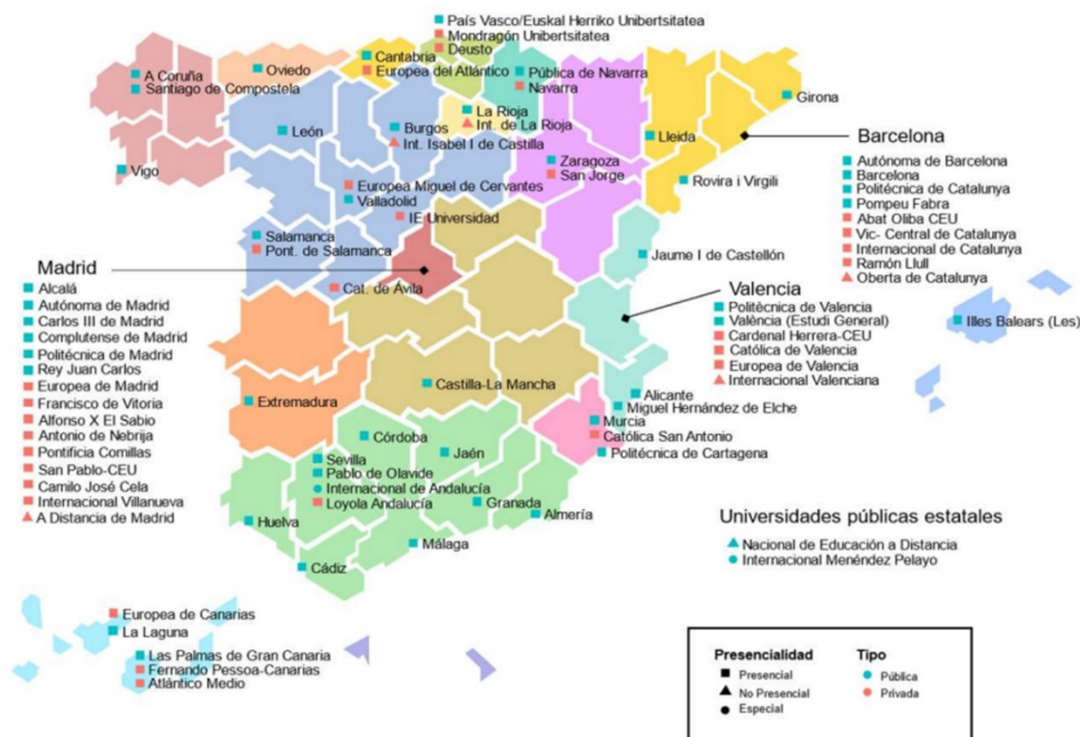 País Vasco/Euskal Herriko Unibertsitatea
Mondragón Unibertsitatea
Deusto
Cantabria
Europea del Atlántico
Pública de Navarra
Navarra
A Coruña
Santiago de Compostela
Oviedo
Vigo
León
Burgos
Int. Isabel I de Castilla
La Rioja
Int. de La Rioja
Zaragoza
San Jorge
Lleida
Girona
Rovira i Virgili
Barcelona
Autónoma de Barcelona
Barcelona
Politécnica de Catalunya
Pompeu Fabra
Abat Oliba CEU
Vic- Central de Catalunya
Internacional de Catalunya
Ramón Llull
Oberta de Catalunya
Europea Miguel de Cervantes
Valladolid
IE Universidad
Salamanca
Pont. de Salamanca
Cat. de Ávila
Jaume I de Castellón
Madrid
Alcalá
Autónoma de Madrid
Carlos III de Madrid
Complutense de Madrid
Politécnica de Madrid
Rey Juan Carlos
Europea de Madrid
Francisco de Vitoria
Alfonso X El Sabio
Antonio de Nebrija
Pontificia Comillas
San Pablo-CEU
Camilo José Cela
Internacional Villanueva
A Distancia de Madrid
Valencia
Politècnica de Valencia
València (Estudi General)
Cardenal Herrera-CEU
Católica de Valencia
Europea de Valencia
Internacional Valenciana
Illes Balears (Les)
Castilla-La Mancha
Extremadura
Alicante
Miguel Hernández de Elche
Murcia
Católica San Antonio
Politécnica de Cartagena
Córdoba
Jaén
Sevilla
Pablo de Olavide
Internacional de Andalucía
Loyola Andalucía
Granada
Almería
Huelva
Málaga
Cádiz
Universidades públicas estatales
Nacional de Educación a Distancia
Internacional Menéndez Pelayo
Europea de Canarias
La Laguna
Las Palmas de Gran Canaria
Fernando Pessoa-Canarias
Atlántico Medio
Presencialidad
Presencial
No Presencial
Especial
Tipo
Pública
Privada